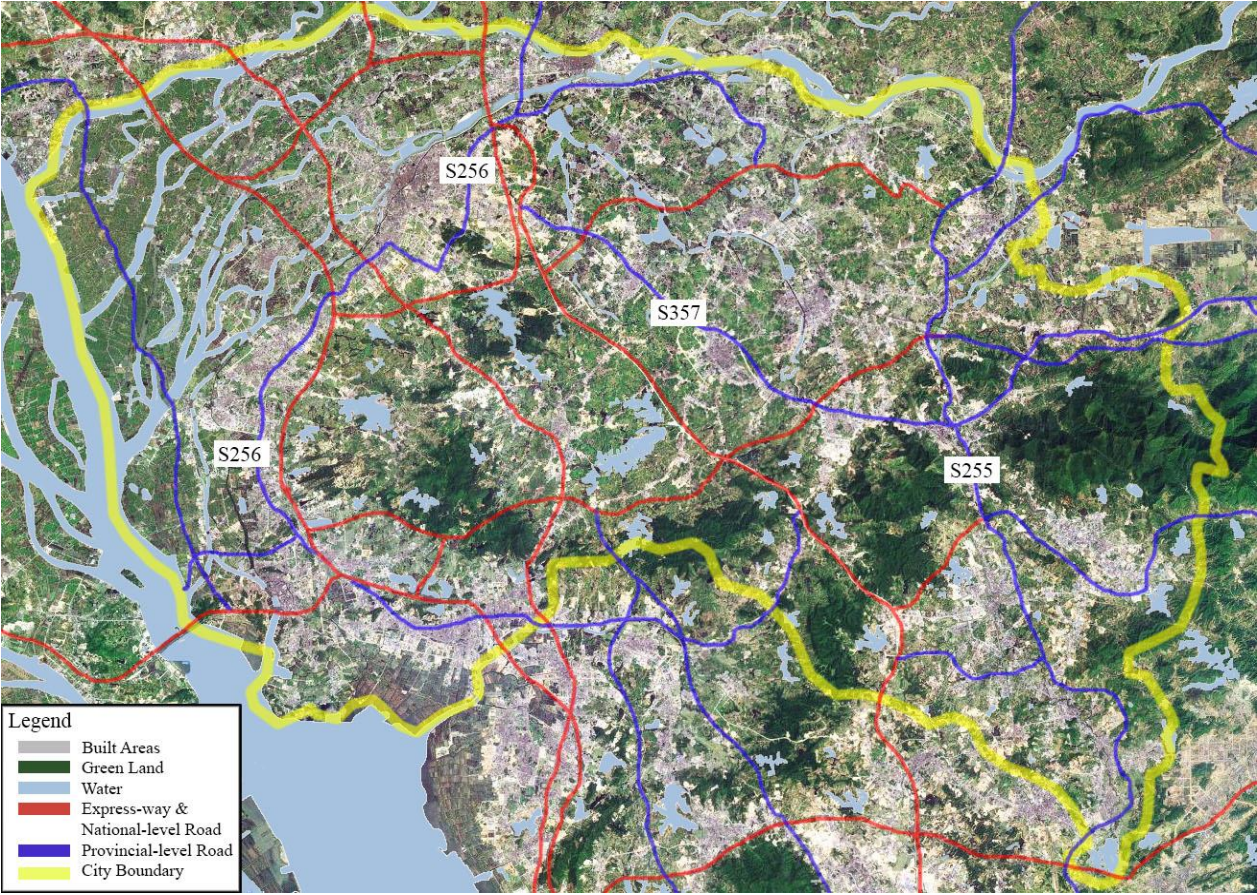 S256
S357
S256
S255
Legend
Built Areas
Green Land
Water
Express-way &
National-level Road
Provincial-level Road
City Boundary